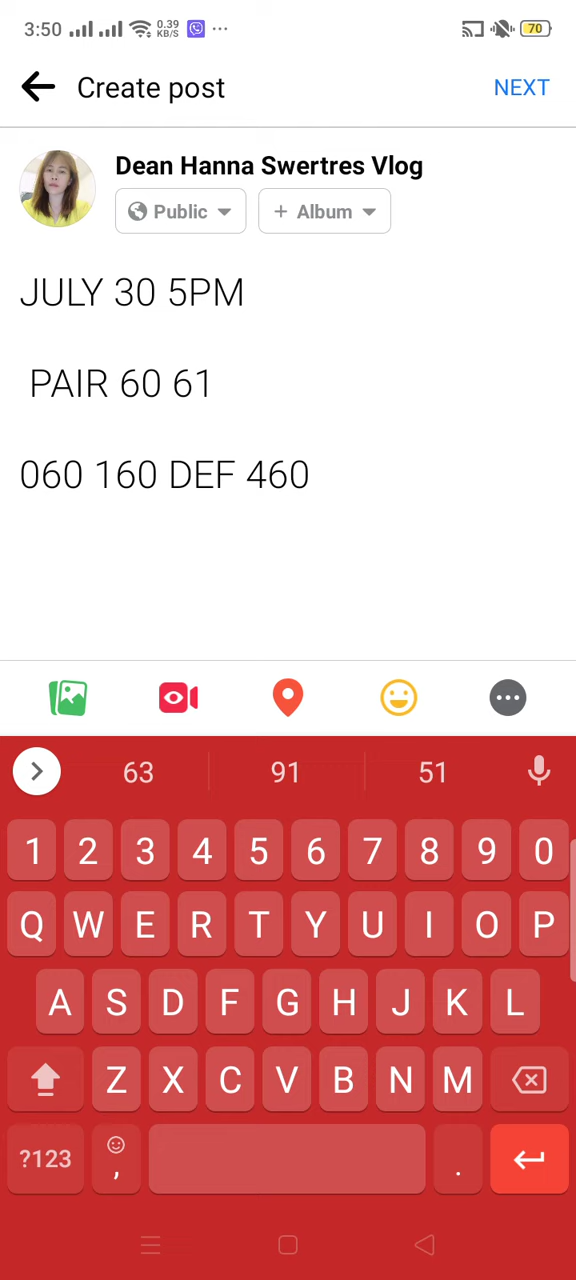 3:50 0.39 KB/S 70
Create post NEXT
Dean Hanna Swertres Vlog
Public + Album
JULY 30 5PM
PAIR 60 61
060 160 DEF 460
63 91 51
1 2 3 4 5 6 7 8 9 0
Q W E R T Y U I O P
A S D F G H J K L
Z X C V B N M
?123 , .